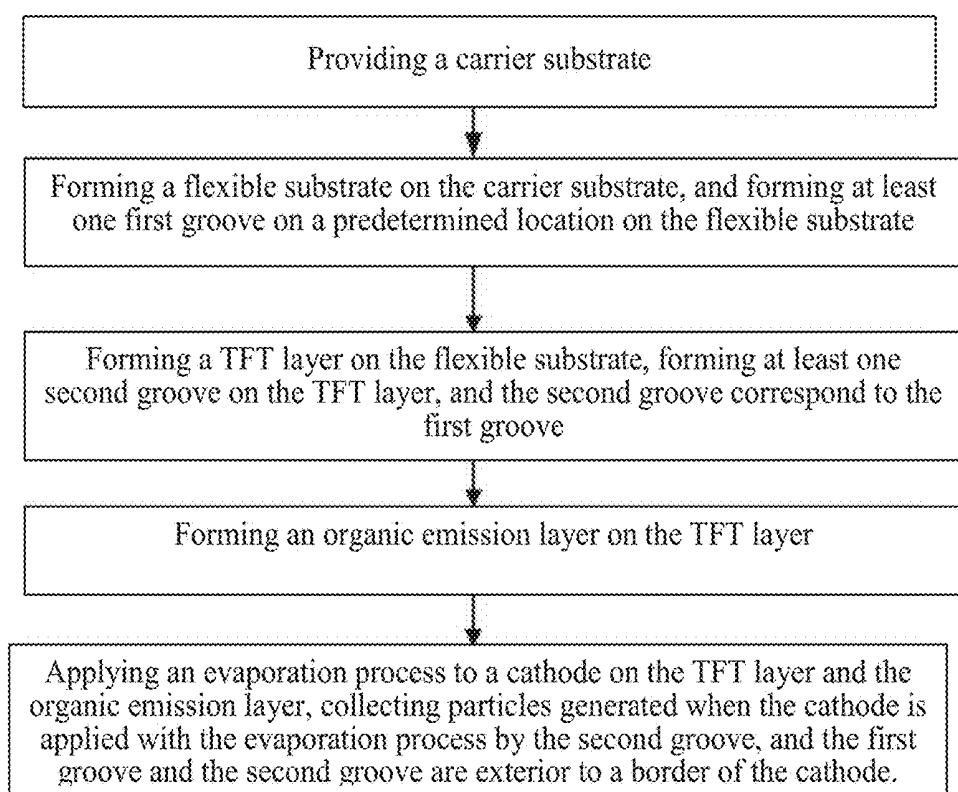 Providing a carrier substrate
Forming a flexible substrate on the carrier substrate, and forming at least
one first groove on a predetermined location on the flexible substrate
Forming a TFT layer on the flexible substrate, forming at least one
second groove on the TFT layer, and the second groove correspond to the
first groove
Forming an organic emission layer on the TFT layer
Applying an evaporation process to a cathode on the TFT layer and the
organic emission layer, collecting particles generated when the cathode is
applied with the evaporation process by the second groove, and the first
groove and the second groove are exterior to a border of the cathode.